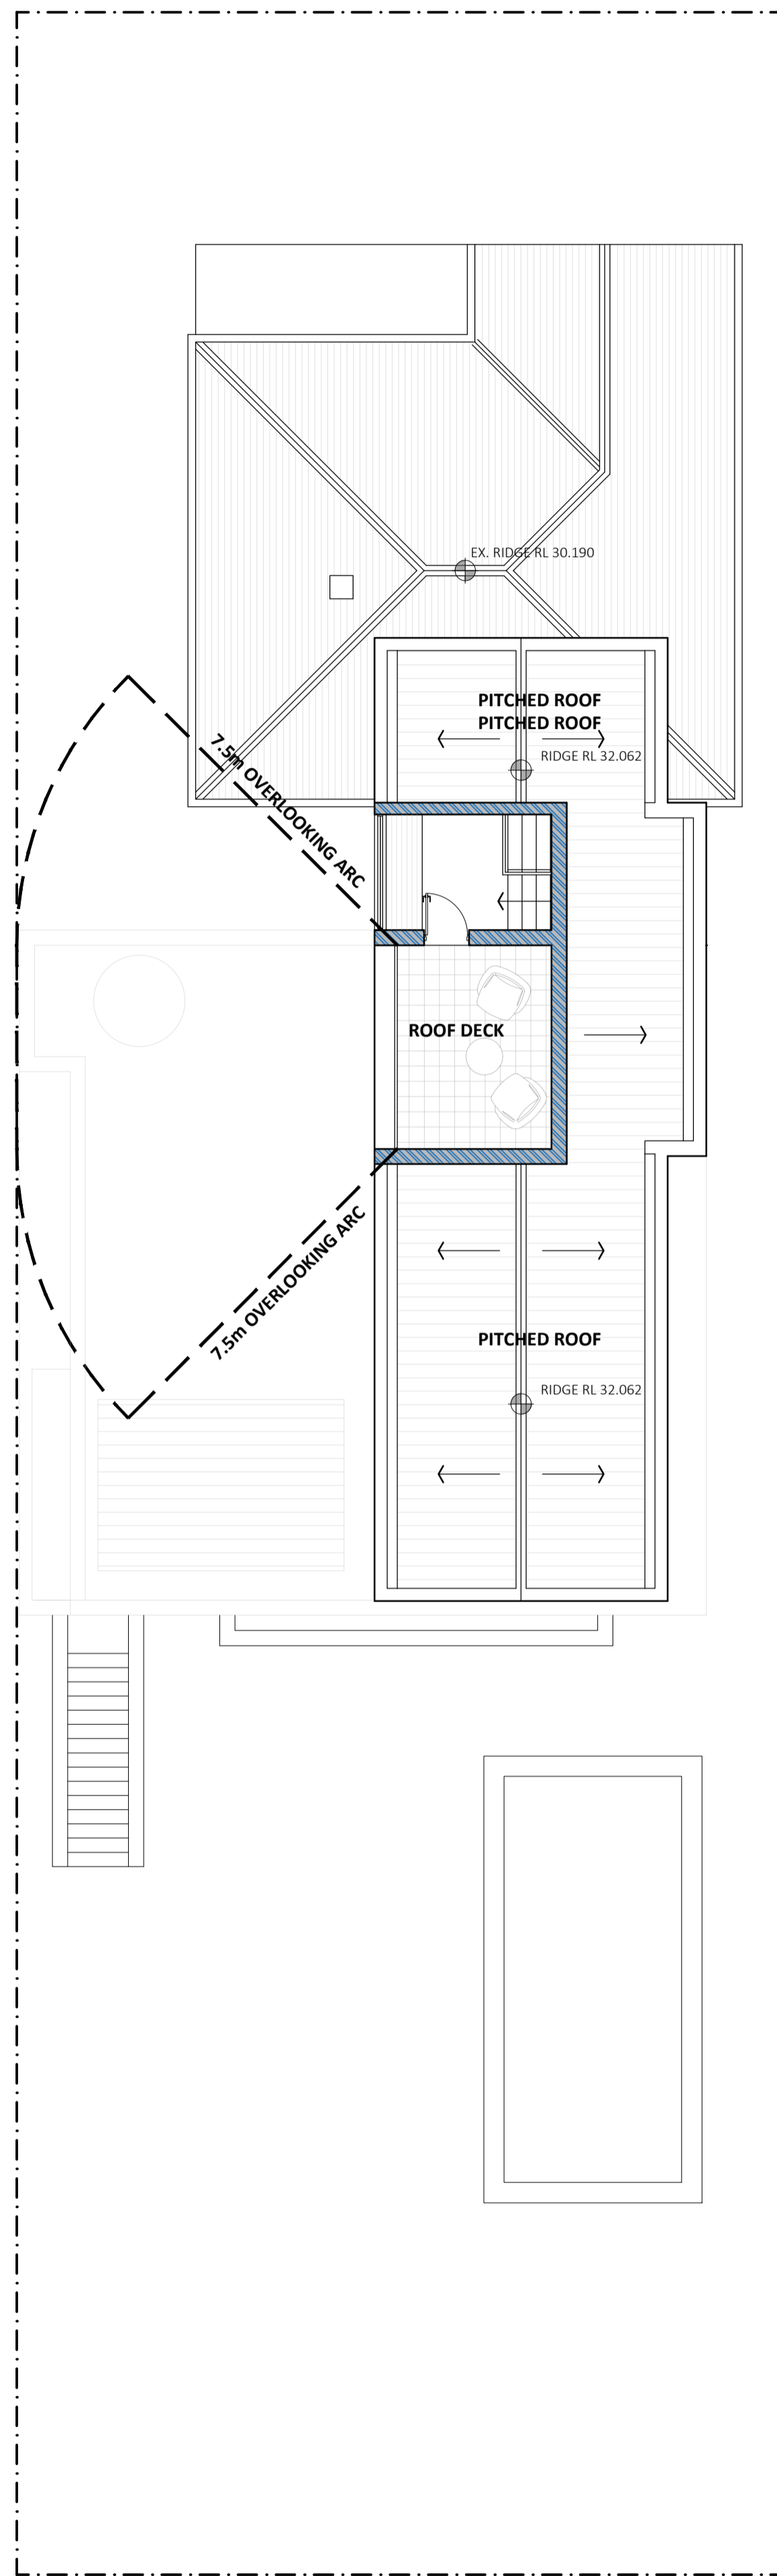 EX. RIDGE RL 30.190
PITCHED ROOF
PITCHED ROOF
RIDGE RL 32.062
7.5m OVERLOOKING ARC
ROOF DECK
7.5m OVERLOOKING ARC
PITCHED ROOF
RIDGE RL 32.062